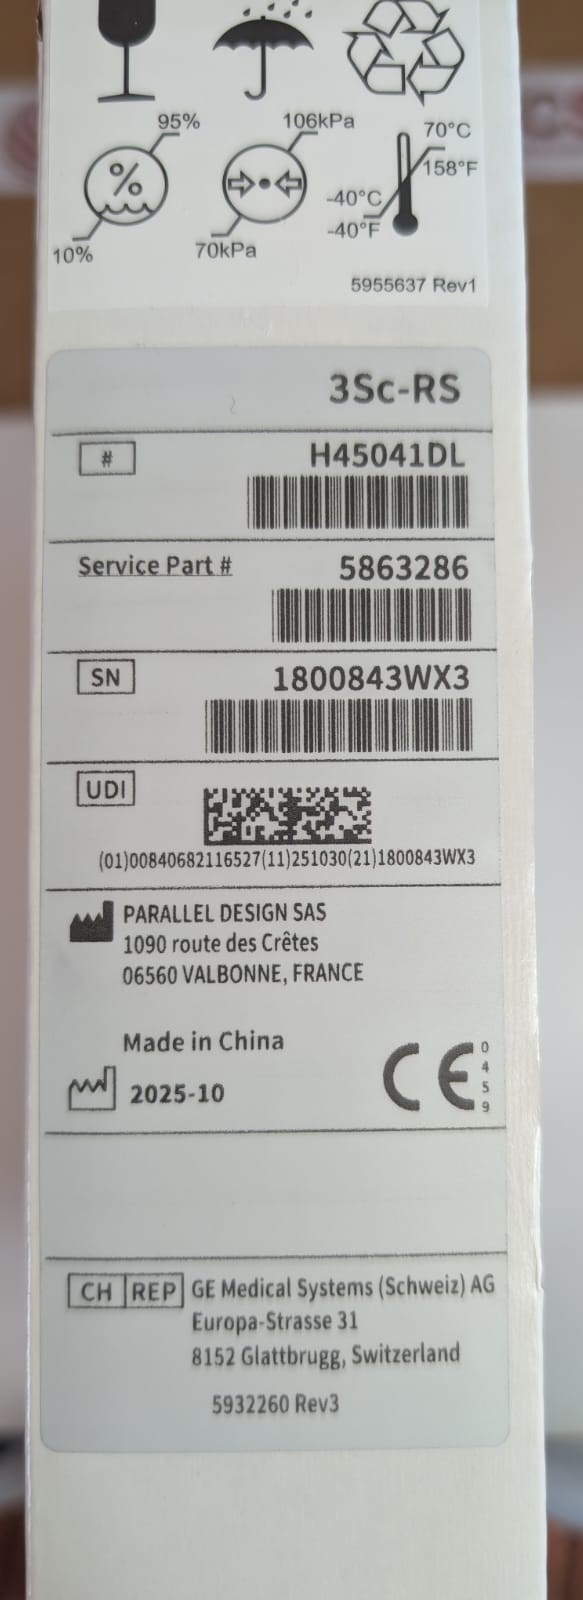 95%
106kPa
70°C
158°F
%
-40°C
-40°F
10%
70kPa
5955637 Rev1
3Sc-RS
# H45041DL
Service Part # 5863286
SN 1800843WX3
UDI
(01)00840682116527(11)251030(21)1800843WX3
PARALLEL DESIGN SAS
1090 route des Crêtes
06560 VALBONNE, FRANCE
Made in China
2025-10
CE 0459
CH REP GE Medical Systems (Schweiz) AG
Europa-Strasse 31
8152 Glattbrugg, Switzerland
5932260 Rev3